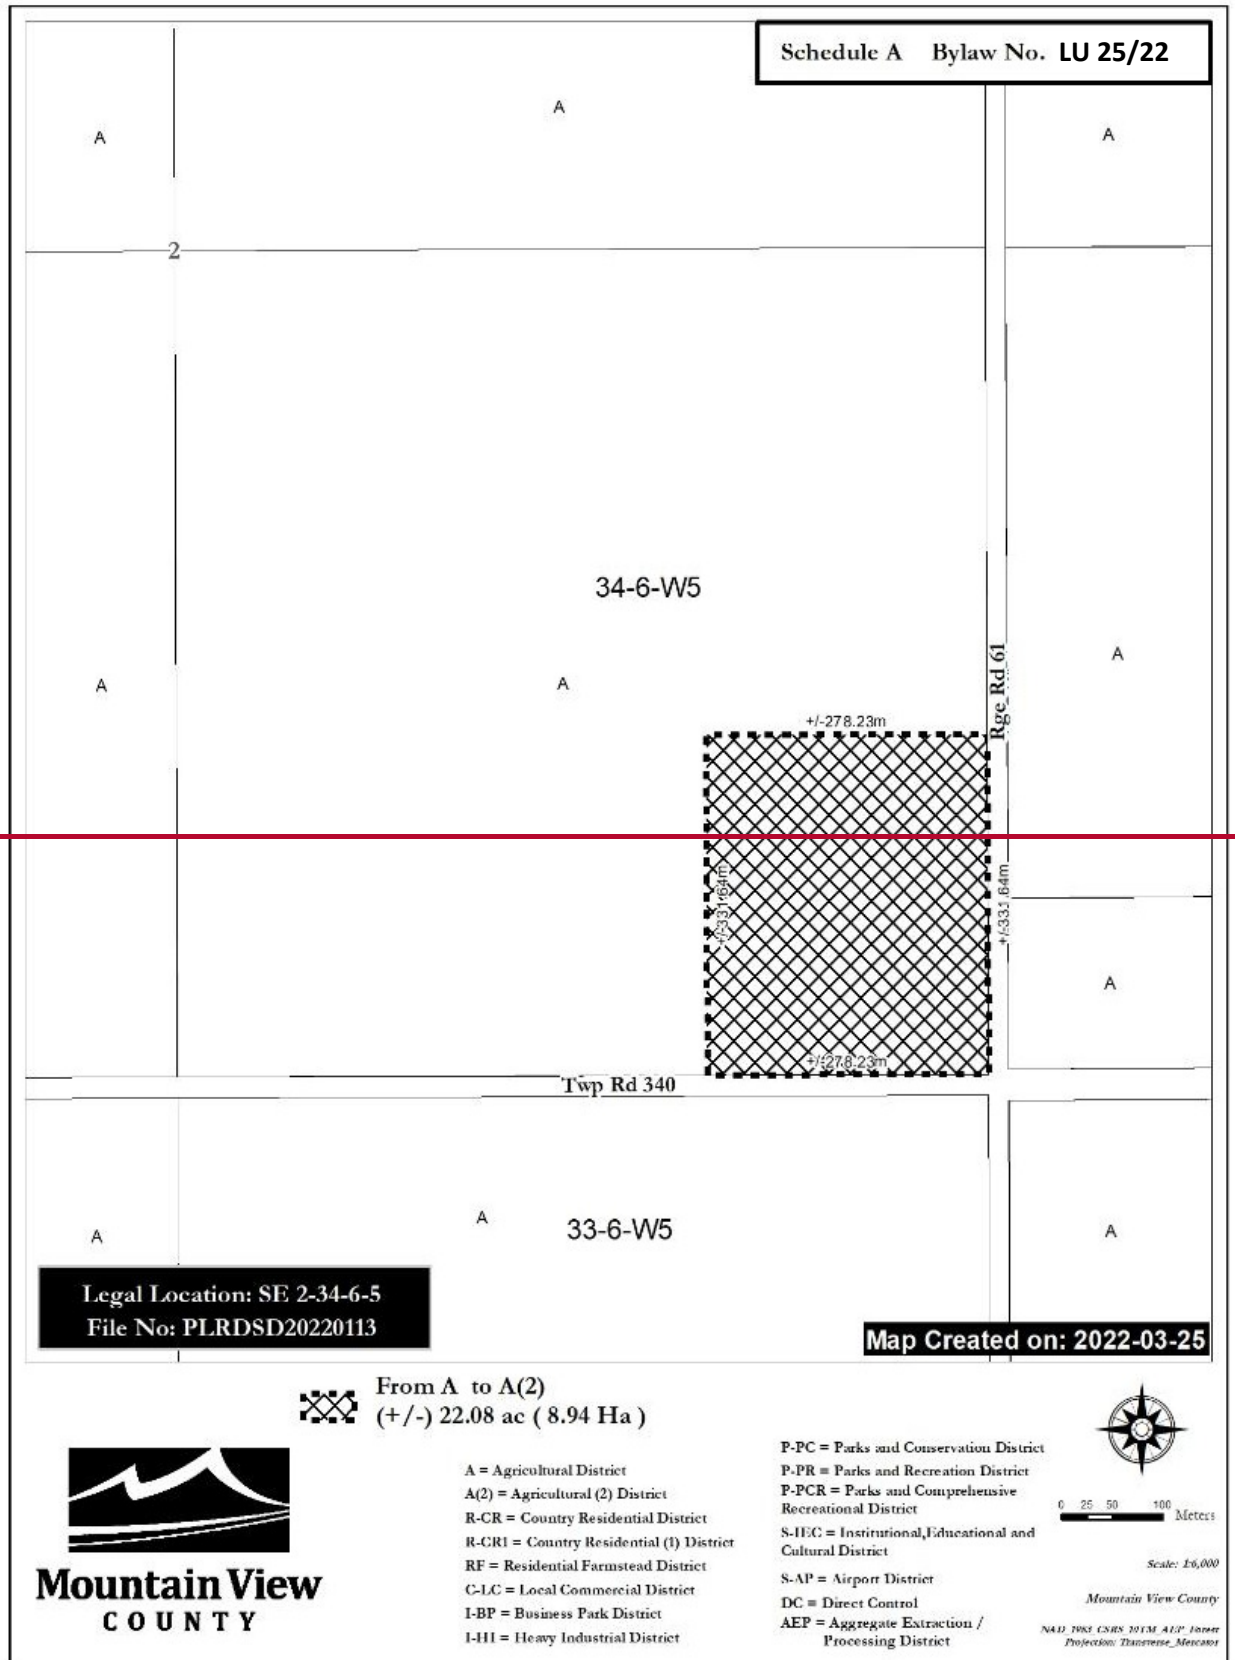 Schedule A Bylaw No. LU 25/22
A
A
A
2
34-6-W5
Rge Rd 61
A
A
A
+/-278.23m
+/-331.64m
+/-331.64m
A
+/-278.23m
Twp Rd 340
A
33-6-W5
A
A
Legal Location: SE 2-34-6-5
File No: PLRDSD20220113
Map Created on: 2022-03-25
From A to A(2)
(+/-) 22.08 ac ( 8.94 Ha )
Mountain View
COUNTY
A = Agricultural District
A(2) = Agricultural (2) District
R-CR = Country Residential District
R-CR1 = Country Residential (1) District
RF = Residential Farmstead District
C-LC = Local Commercial District
I-BP = Business Park District
I-HI = Heavy Industrial District
P-PC = Parks and Conservation District
P-PR = Parks and Recreation District
P-PCR = Parks and Comprehensive
Recreational District
S-IEC = Institutional,Educational and
Cultural District
S-AP = Airport District
DC = Direct Control
AEP = Aggregate Extraction /
Processing District
0 25 50 100
Meters
Scale: 1:6,000
Mountain View County
NAD_1983_CSRS_10TM_AEP_Forest
Projection: Transverse_Mercator